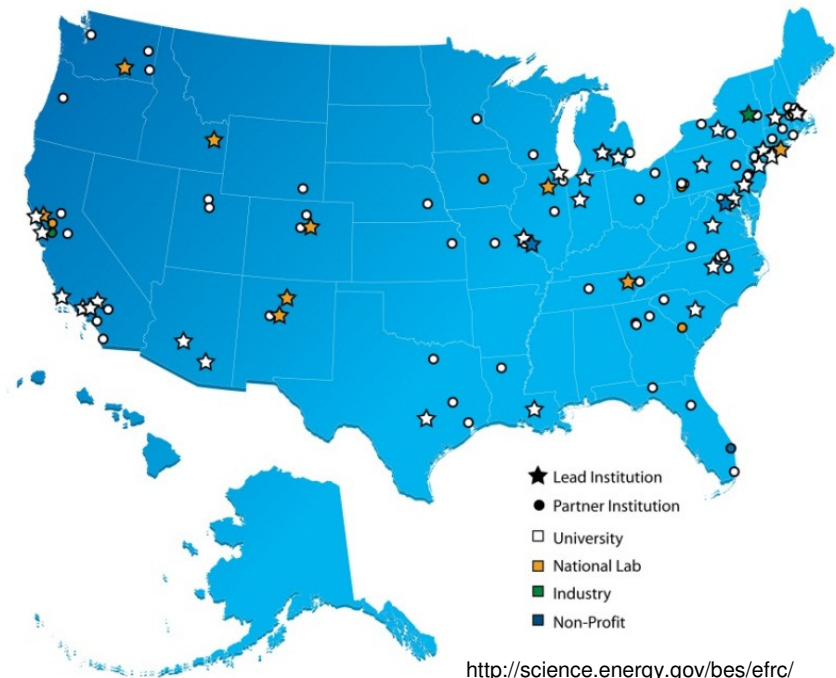 Lead Institution
Partner Institution
University
National Lab
Industry
Non-Profit
http://science.energy.gov/bes/efrc/